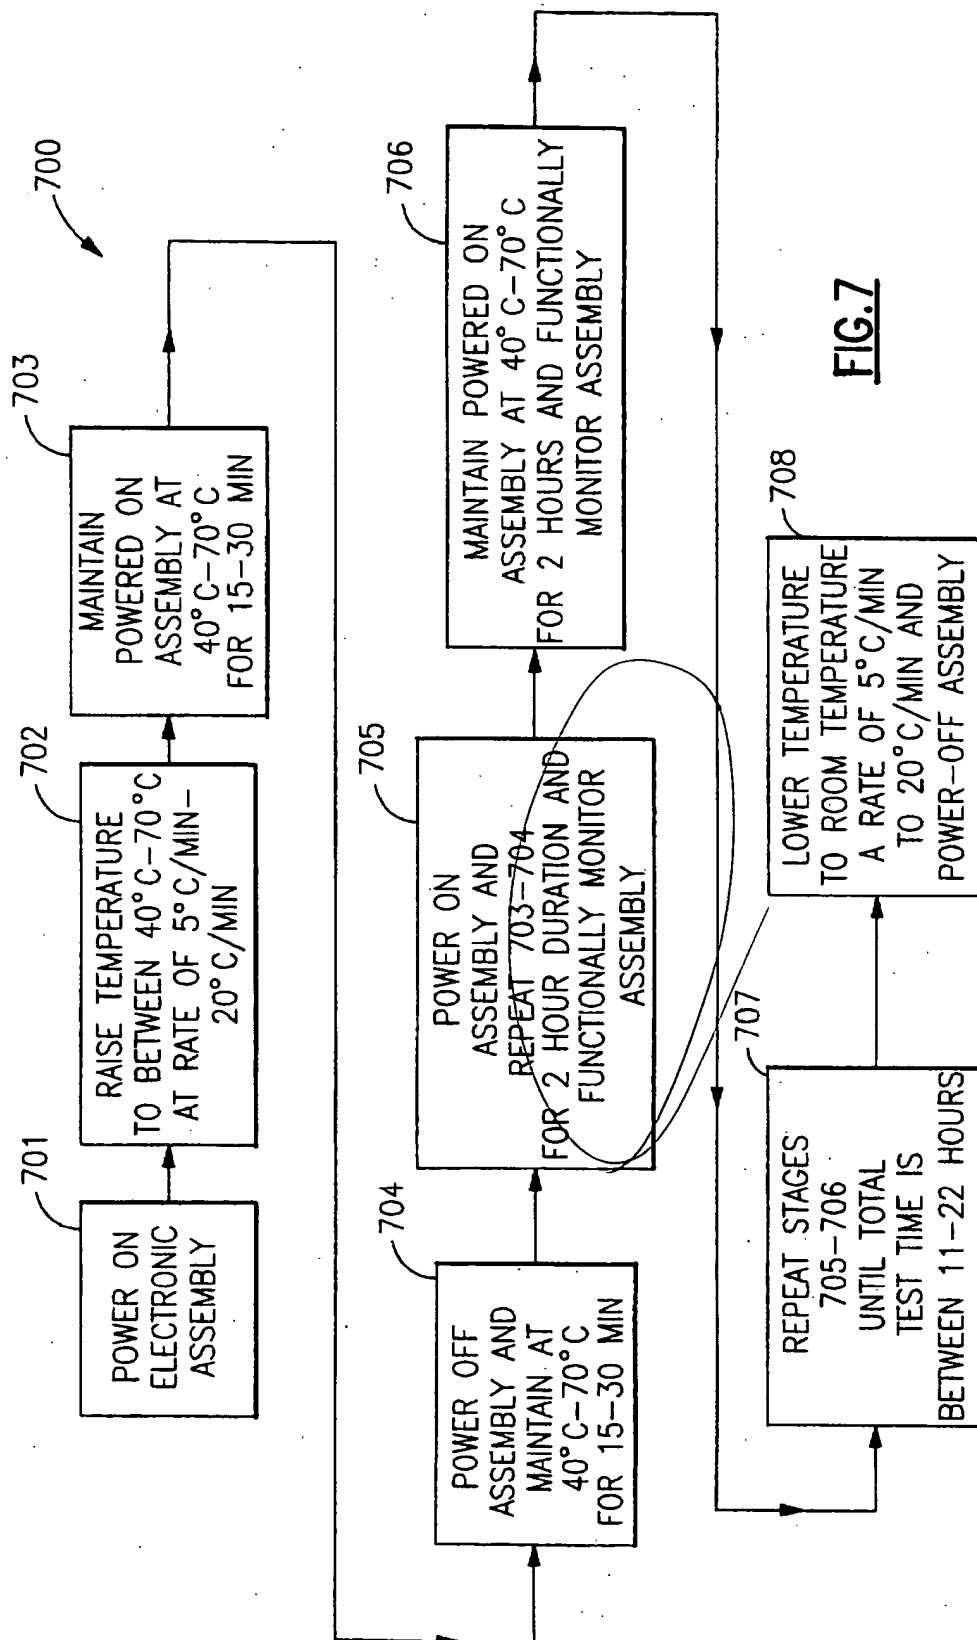 700
701
POWER ON
ELECTRONIC
ASSEMBLY
702
RAISE TEMPERATURE
TO BETWEEN 40°C-70°C
AT RATE OF 5°C/MIN-
20°C/MIN
703
MAINTAIN
POWERED ON
ASSEMBLY AT
40°C-70°C
FOR 15-30 MIN
704
POWER OFF
ASSEMBLY AND
MAINTAIN AT
40°C-70°C
FOR 15-30 MIN
705
POWER ON
ASSEMBLY AND
REPEAT 703-704
FOR 2 HOUR DURATION AND
FUNCTIONALLY MONITOR
ASSEMBLY
706
MAINTAIN POWERED ON
ASSEMBLY AT 40°C-70°C
FOR 2 HOURS AND FUNCTIONALLY
MONITOR ASSEMBLY
707
REPEAT STAGES
705-706
UNTIL TOTAL
TEST TIME IS
BETWEEN 11-22 HOURS
708
LOWER TEMPERATURE
TO ROOM TEMPERATURE
A RATE OF 5°C/MIN
TO 20°C/MIN AND
POWER-OFF ASSEMBLY
FIG.7